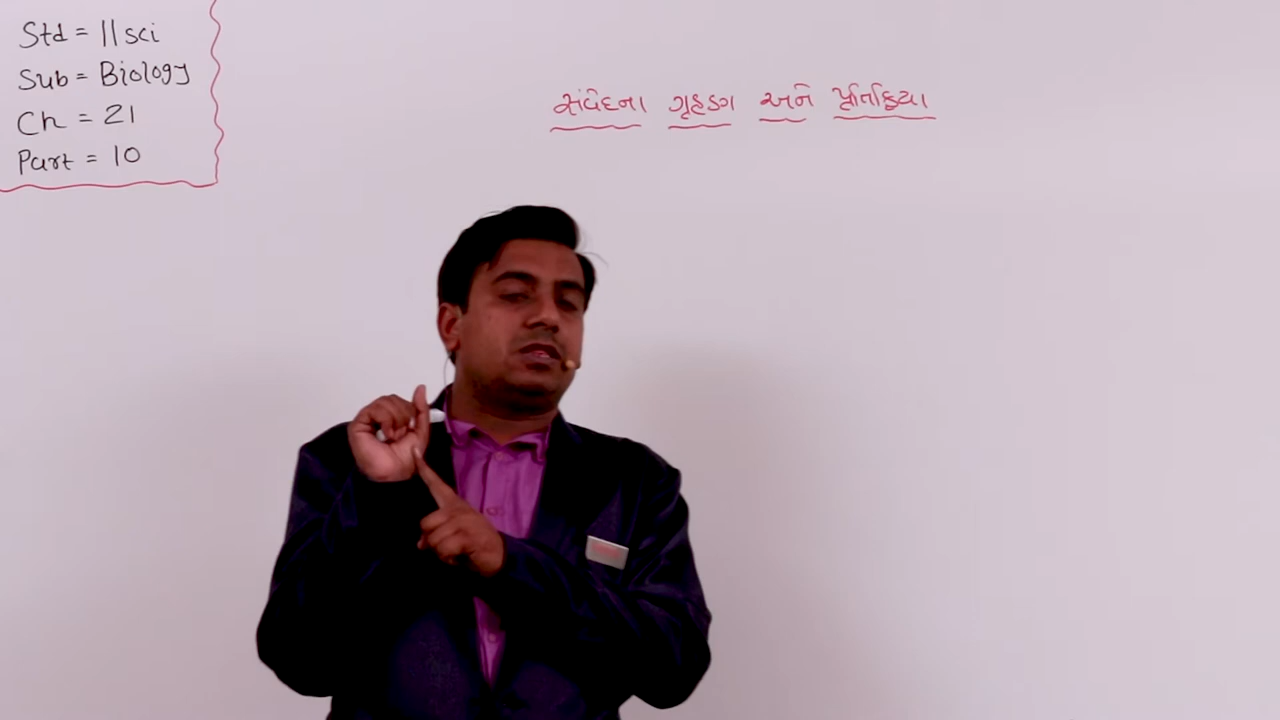 Std = 11 sci
Sub = Biology
Ch = 21
Part = 10
સંવેદના ગ્રહણ અને પ્રતિક્રિયા